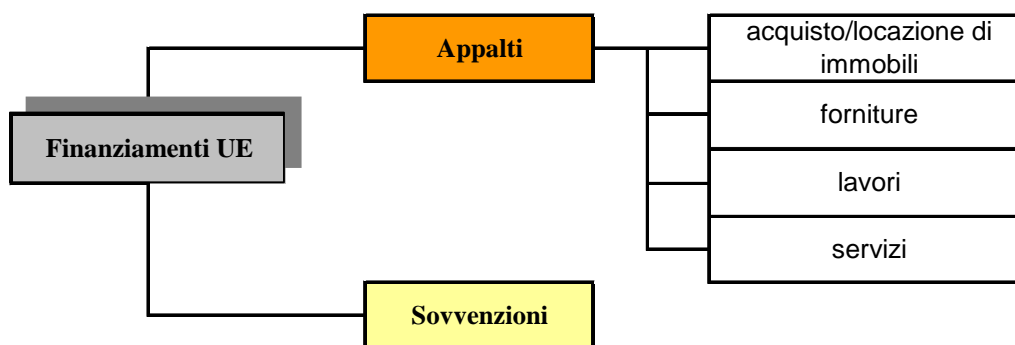 Appalti
acquisto/locazione di
immobili
forniture
Finanziamenti UE
lavori
servizi
Sovvenzioni